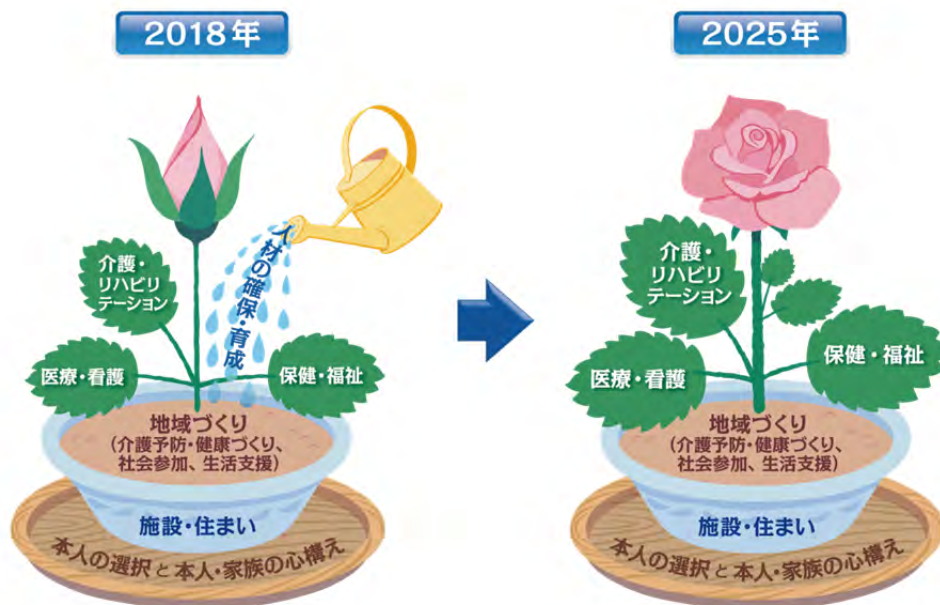 2018年
介護・
リハビリ
テーション
人材の確保・育成
医療・看護
保健・福祉
地域づくり
(介護予防・健康づくり、
社会参加、生活支援)
施設・住まい
本人の選択と本人・家族の心構え
2025年
介護・
リハビリ
テーション
医療・看護
保健・福祉
地域づくり
(介護予防・健康づくり、
社会参加、生活支援)
施設・住まい
本人の選択と本人・家族の心構え